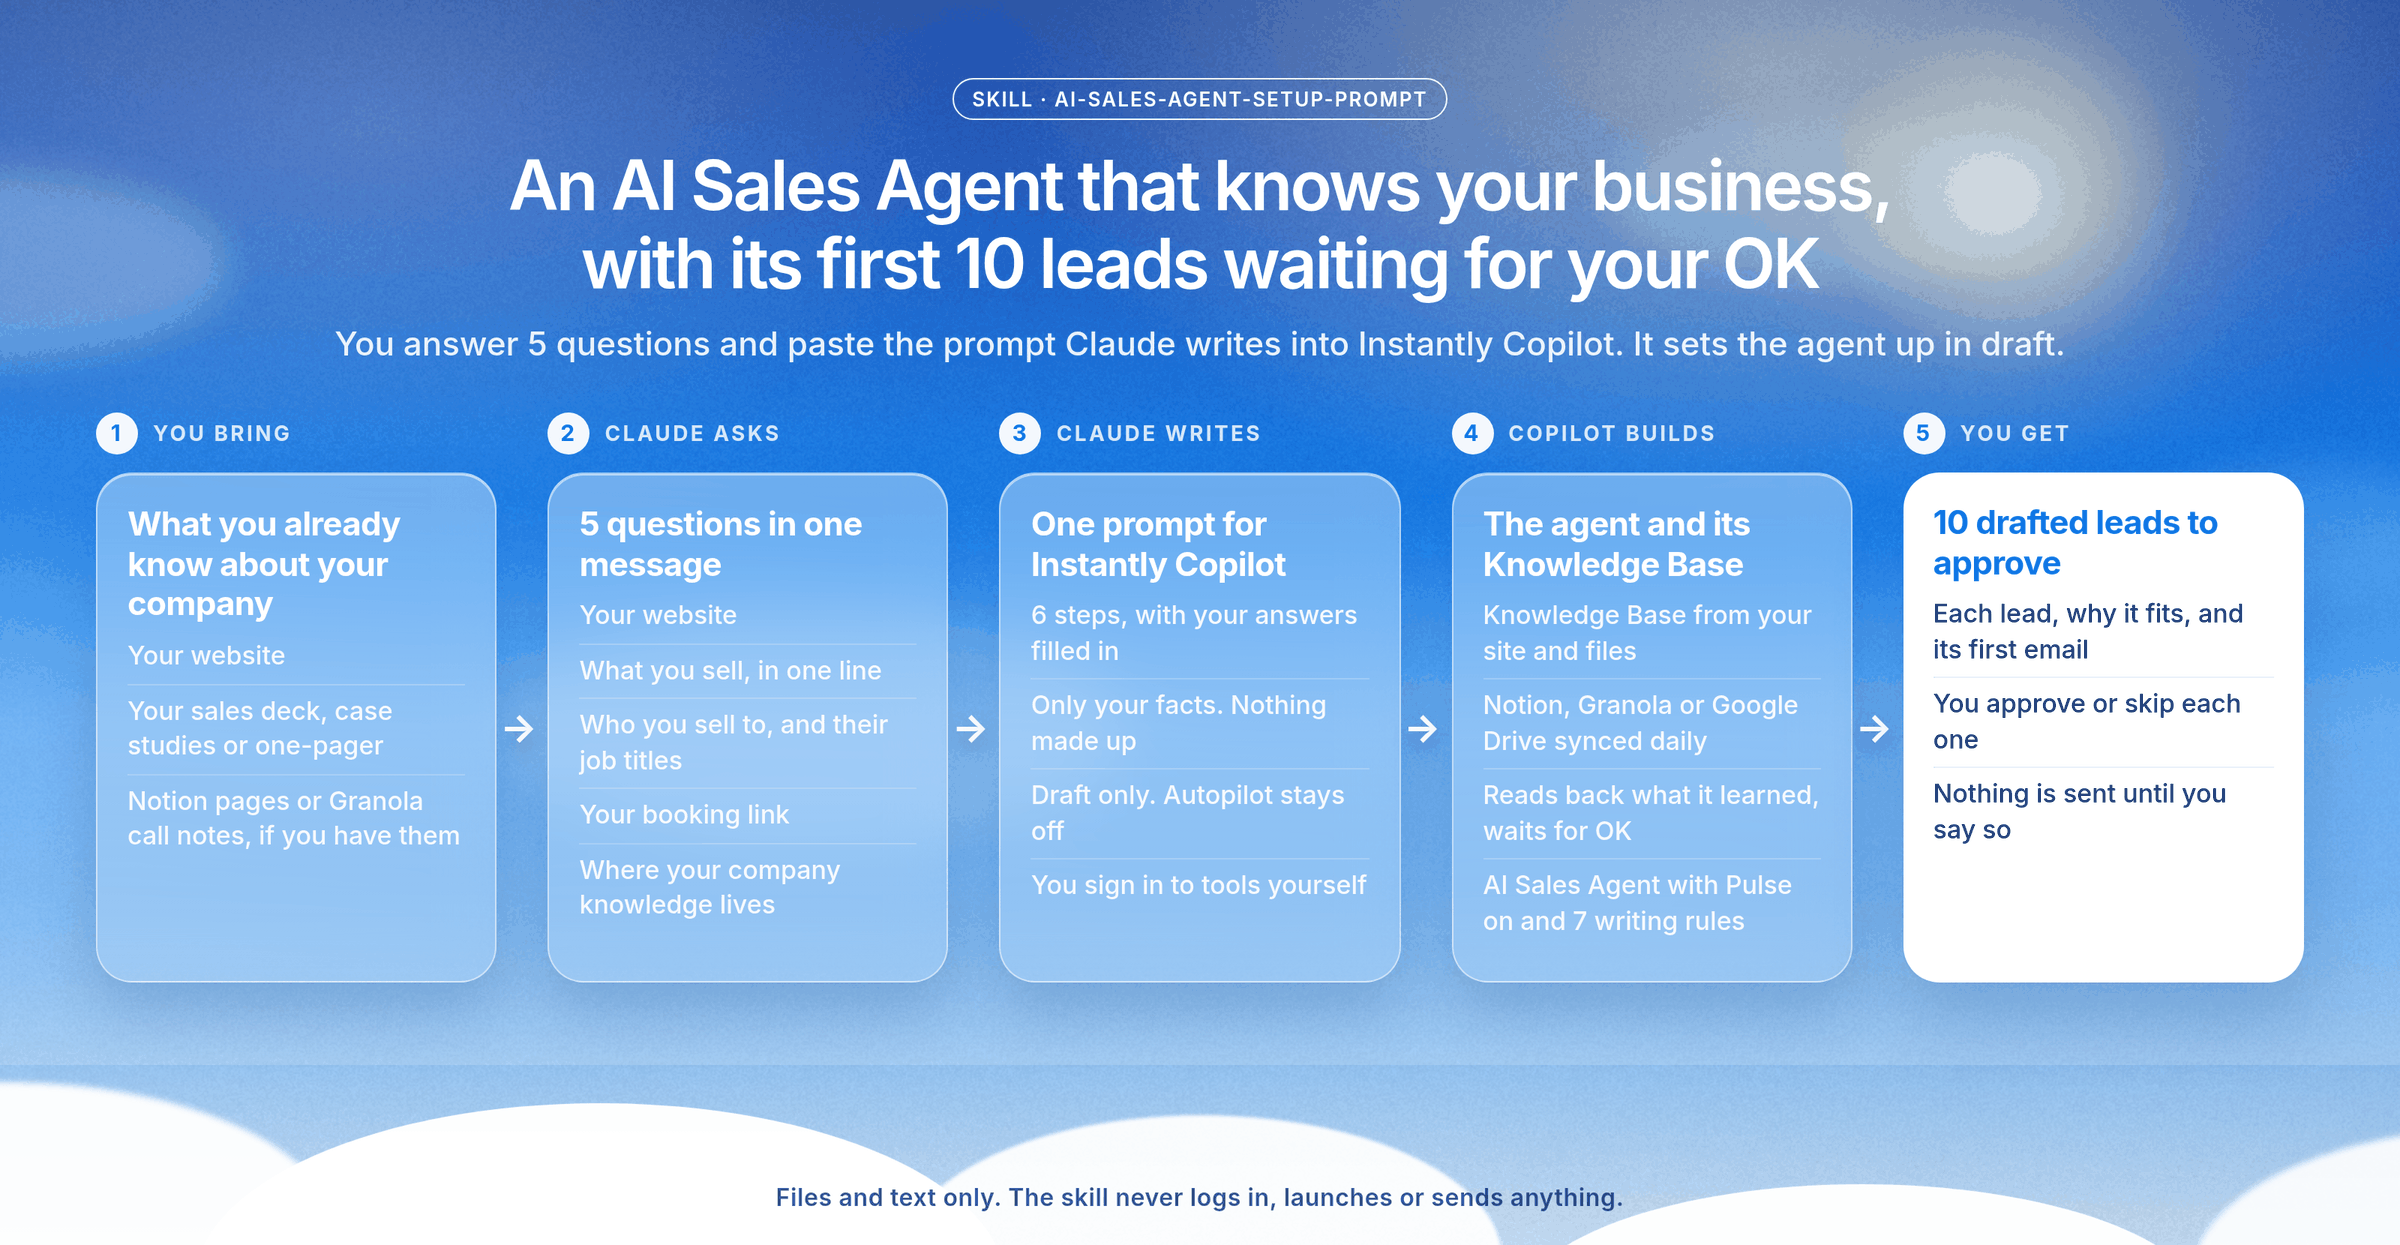 SKILL · AI-SALES-AGENT-SETUP-PROMPT
An AI Sales Agent that knows your business,
with its first 10 leads waiting for your OK
You answer 5 questions and paste the prompt Claude writes into Instantly Copilot. It sets the agent up in draft.
1 YOU BRING
What you already
know about your
company
Your website
Your sales deck, case
studies or one-pager
Notion pages or Granola
call notes, if you have them
→
2 CLAUDE ASKS
5 questions in one
message
Your website
What you sell, in one line
Who you sell to, and their
job titles
Your booking link
Where your company
knowledge lives
→
3 CLAUDE WRITES
One prompt for
Instantly Copilot
6 steps, with your answers
filled in
Only your facts. Nothing
made up
Draft only. Autopilot stays
off
You sign in to tools yourself
→
4 COPILOT BUILDS
The agent and its
Knowledge Base
Knowledge Base from your
site and files
Notion, Granola or Google
Drive synced daily
Reads back what it learned,
waits for OK
AI Sales Agent with Pulse
on and 7 writing rules
→
5 YOU GET
10 drafted leads to
approve
Each lead, why it fits, and
its first email
You approve or skip each
one
Nothing is sent until you
say so
Files and text only. The skill never logs in, launches or sends anything.